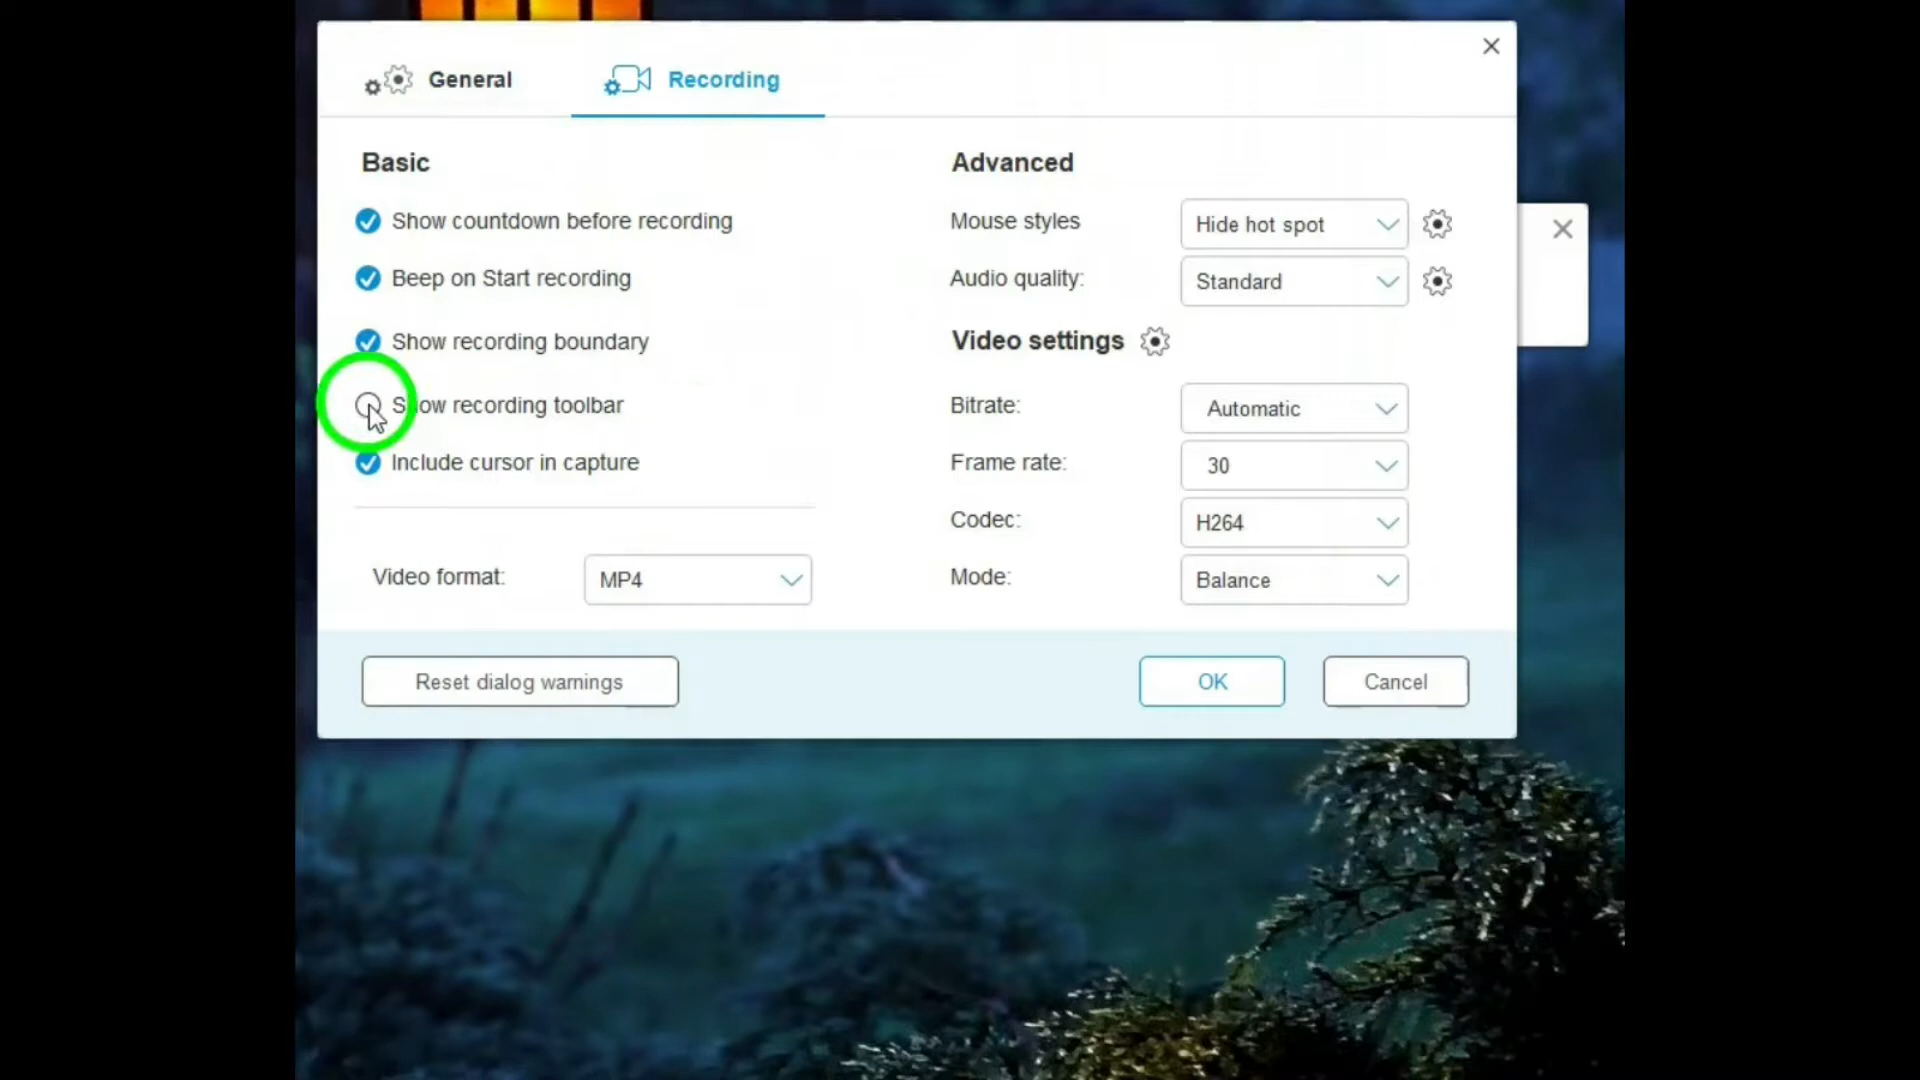 General
Recording
Basic
Show countdown before recording
Beep on Start recording
Show recording boundary
Show recording toolbar
Include cursor in capture
Video format:
MP4
Advanced
Mouse styles
Hide hot spot
Audio quality:
Standard
Video settings
Bitrate:
Automatic
Frame rate:
30
Codec:
H264
Mode:
Balance
Reset dialog warnings
OK
Cancel